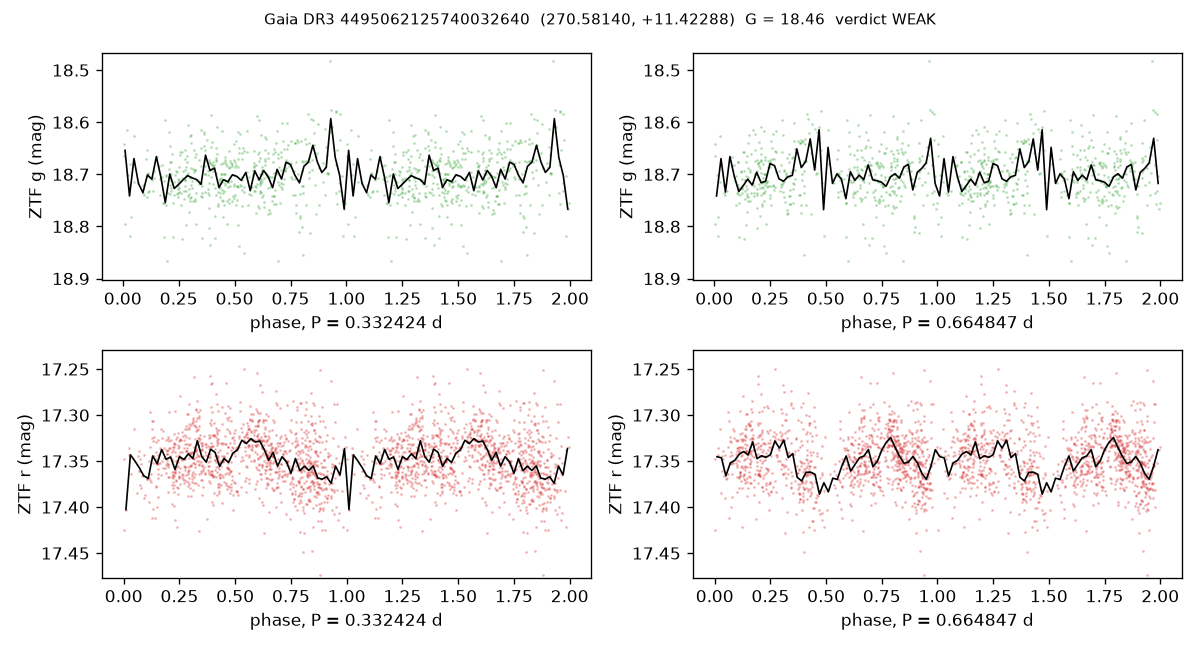 Gaia DR3 4495062125740032640 (270.58140, +11.42288) G = 18.46 verdict WEAK
ZTF g (mag)
18.5
18.6
18.7
18.8
18.9
0.00 0.25 0.50 0.75 1.00 1.25 1.50 1.75 2.00
phase, P = 0.332424 d
ZTF g (mag)
18.5
18.6
18.7
18.8
18.9
0.00 0.25 0.50 0.75 1.00 1.25 1.50 1.75 2.00
phase, P = 0.664847 d
ZTF r (mag)
17.25
17.30
17.35
17.40
17.45
0.00 0.25 0.50 0.75 1.00 1.25 1.50 1.75 2.00
phase, P = 0.332424 d
ZTF r (mag)
17.25
17.30
17.35
17.40
17.45
0.00 0.25 0.50 0.75 1.00 1.25 1.50 1.75 2.00
phase, P = 0.664847 d